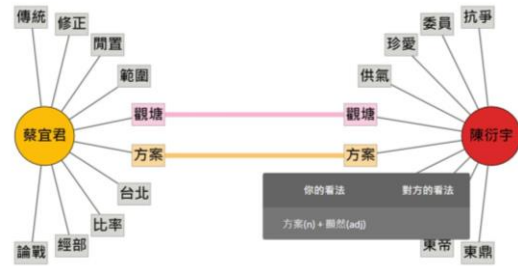 傳統
修正
閒置
範圍
觀塘
方案
台北
比率
經部
論戰
蔡宜君
抗爭
委員
珍愛
供氣
觀塘
方案
陳衍宇
東帝
東鼎
你的看法 對方的看法
方案(n) + 顯然(adj)